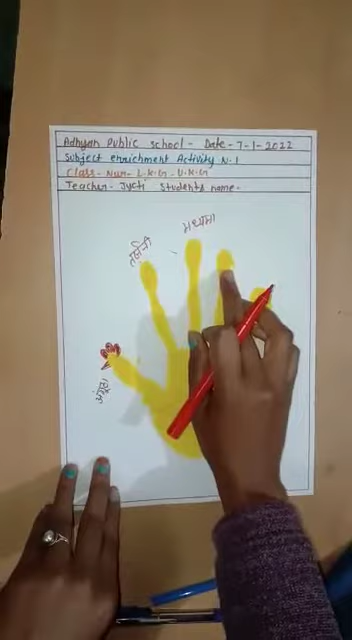 Adhyan Public school - Date - 7-1-2022
Subject enrichment Activity N. 1
Class - Nur - L.K.G - U.K.G
Teacher - Jyoti Students name -
मध्यमा
तर्जनी
अंगूठा